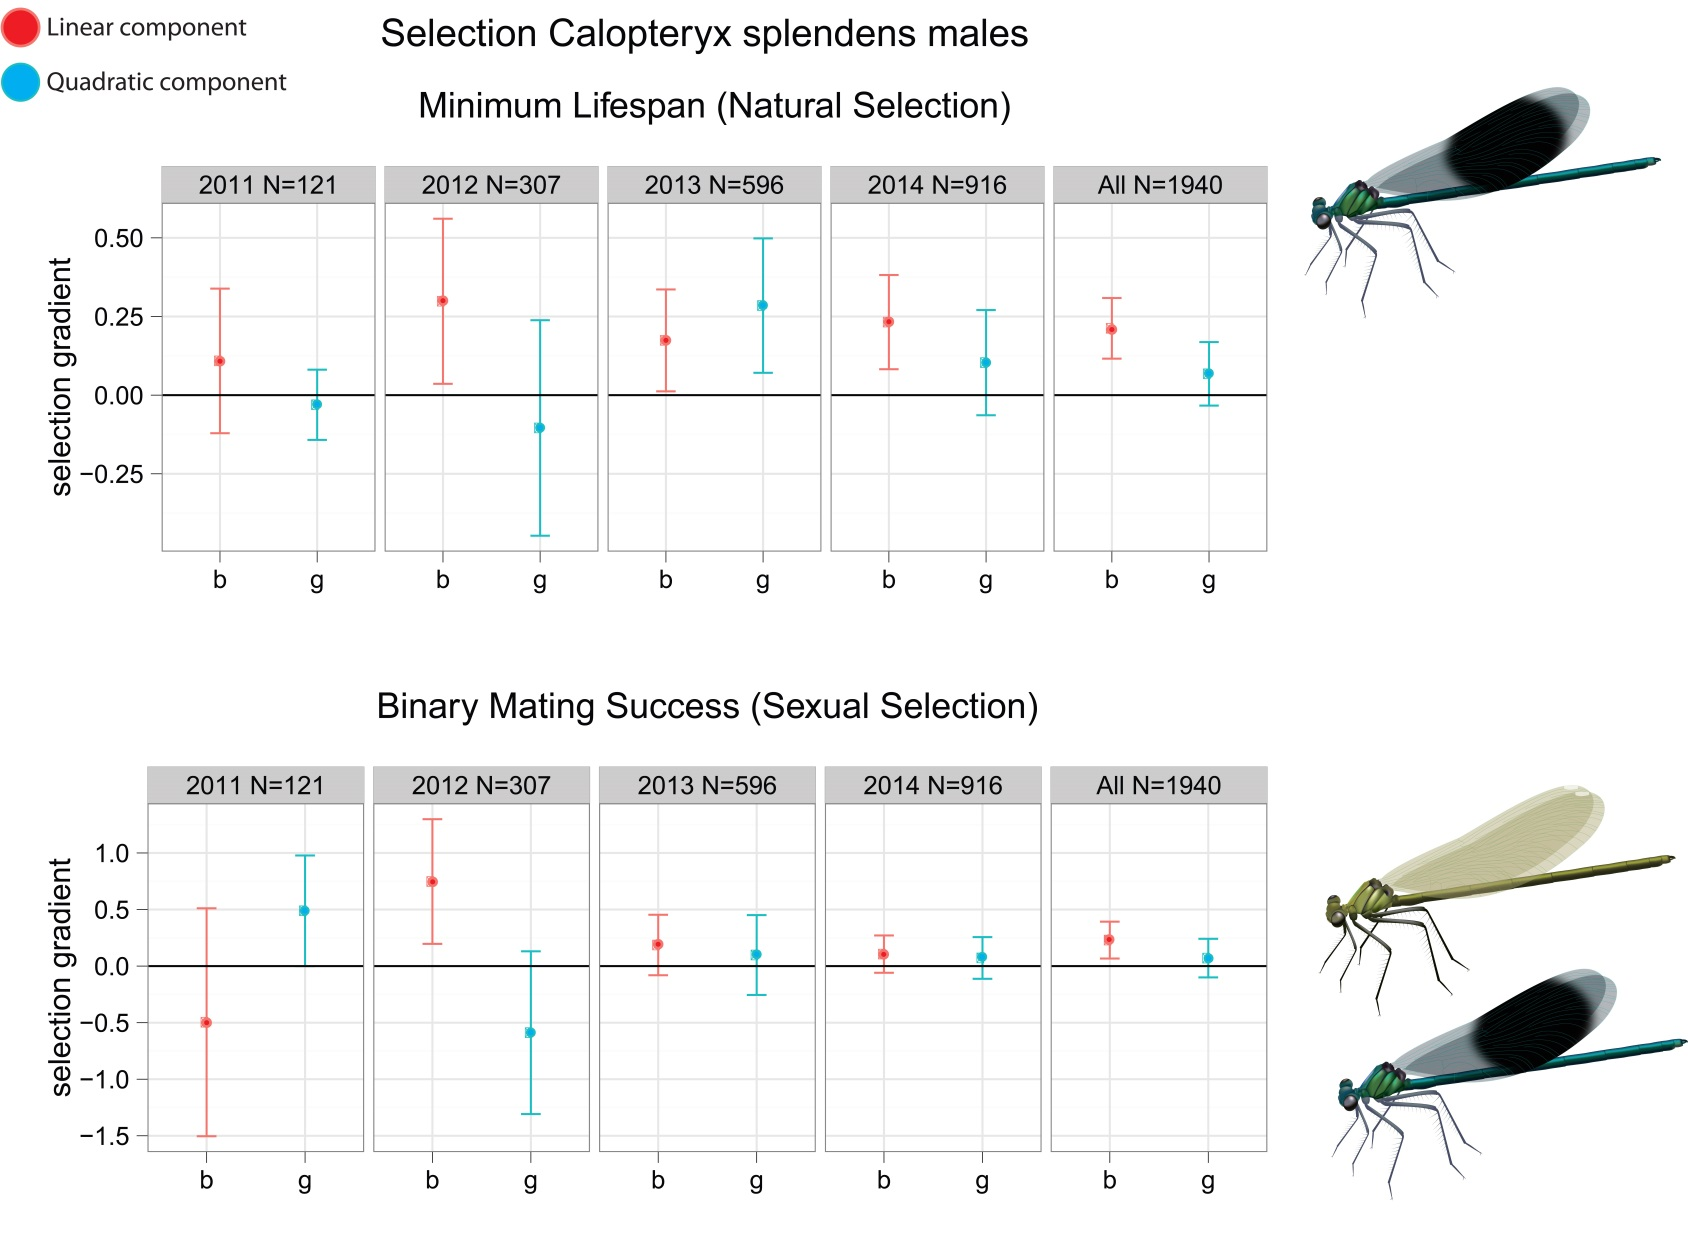 Linear component
Quadratic component
Selection Calopteryx splendens males
Minimum Lifespan (Natural Selection)
2011 N=121 2012 N=307 2013 N=596 2014 N=916 All N=1940
selection gradient
0.50
0.25
0.00
−0.25
b g b g b g b g b g
Binary Mating Success (Sexual Selection)
2011 N=121 2012 N=307 2013 N=596 2014 N=916 All N=1940
selection gradient
1.0
0.5
0.0
−0.5
−1.0
−1.5
b g b g b g b g b g